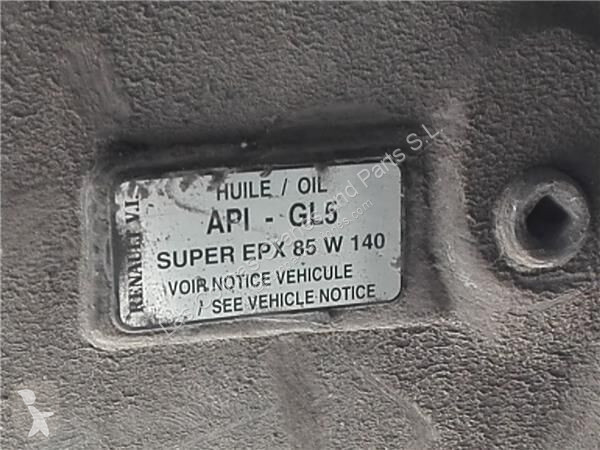 HUILE / OIL
API - GL5
SUPER EPX 85 W 140
VOIR NOTICE VEHICULE
/ SEE VEHICLE NOTICE
RENAULT V.I